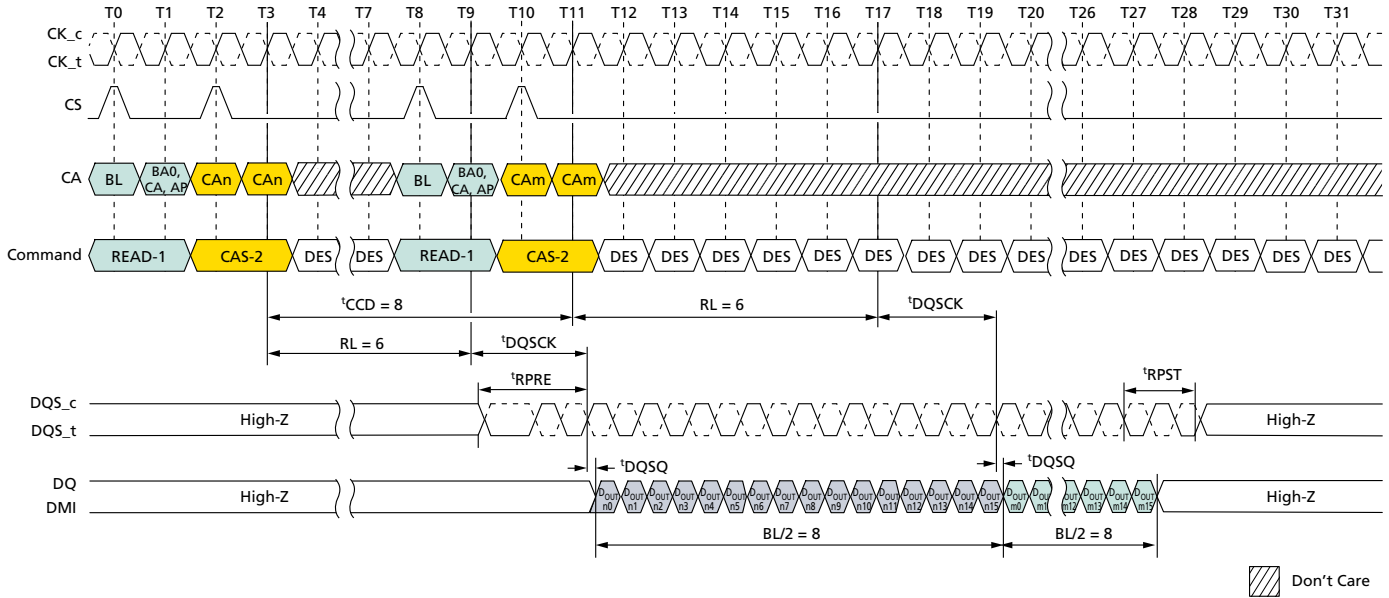 T0 T1 T2 T3 T4 T7 T8 T9 T10 T11 T12 T13 T14 T15 T16 T17 T18 T19 T20 T26 T27 T28 T29 T30 T31
CK_c
CK_t
CS
CA BL BA0, CA, AP CAn CAn BL BA0, CA, AP CAm CAm
Command READ-1 CAS-2 DES DES READ-1 CAS-2 DES DES DES DES DES DES DES DES DES DES DES DES DES DES DES
tCCD = 8 RL = 6 tDQSCK
RL = 6 tDQSCK
tRPRE tRPST
DQS_c
DQS_t
High-Z High-Z
tDQSQ tDQSQ
DQ
DMI
High-Z DOUT n0 DOUT n1 DOUT n2 DOUT n3 DOUT n4 DOUT n5 DOUT n6 DOUT n7 DOUT n8 DOUT n9 DOUT n10 DOUT n11 DOUT n12 DOUT n13 DOUT n14 DOUT n15 DOUT m0 DOUT m1 DOUT m12 DOUT m13 DOUT m14 DOUT m15 High-Z
BL/2 = 8 BL/2 = 8
Don't Care